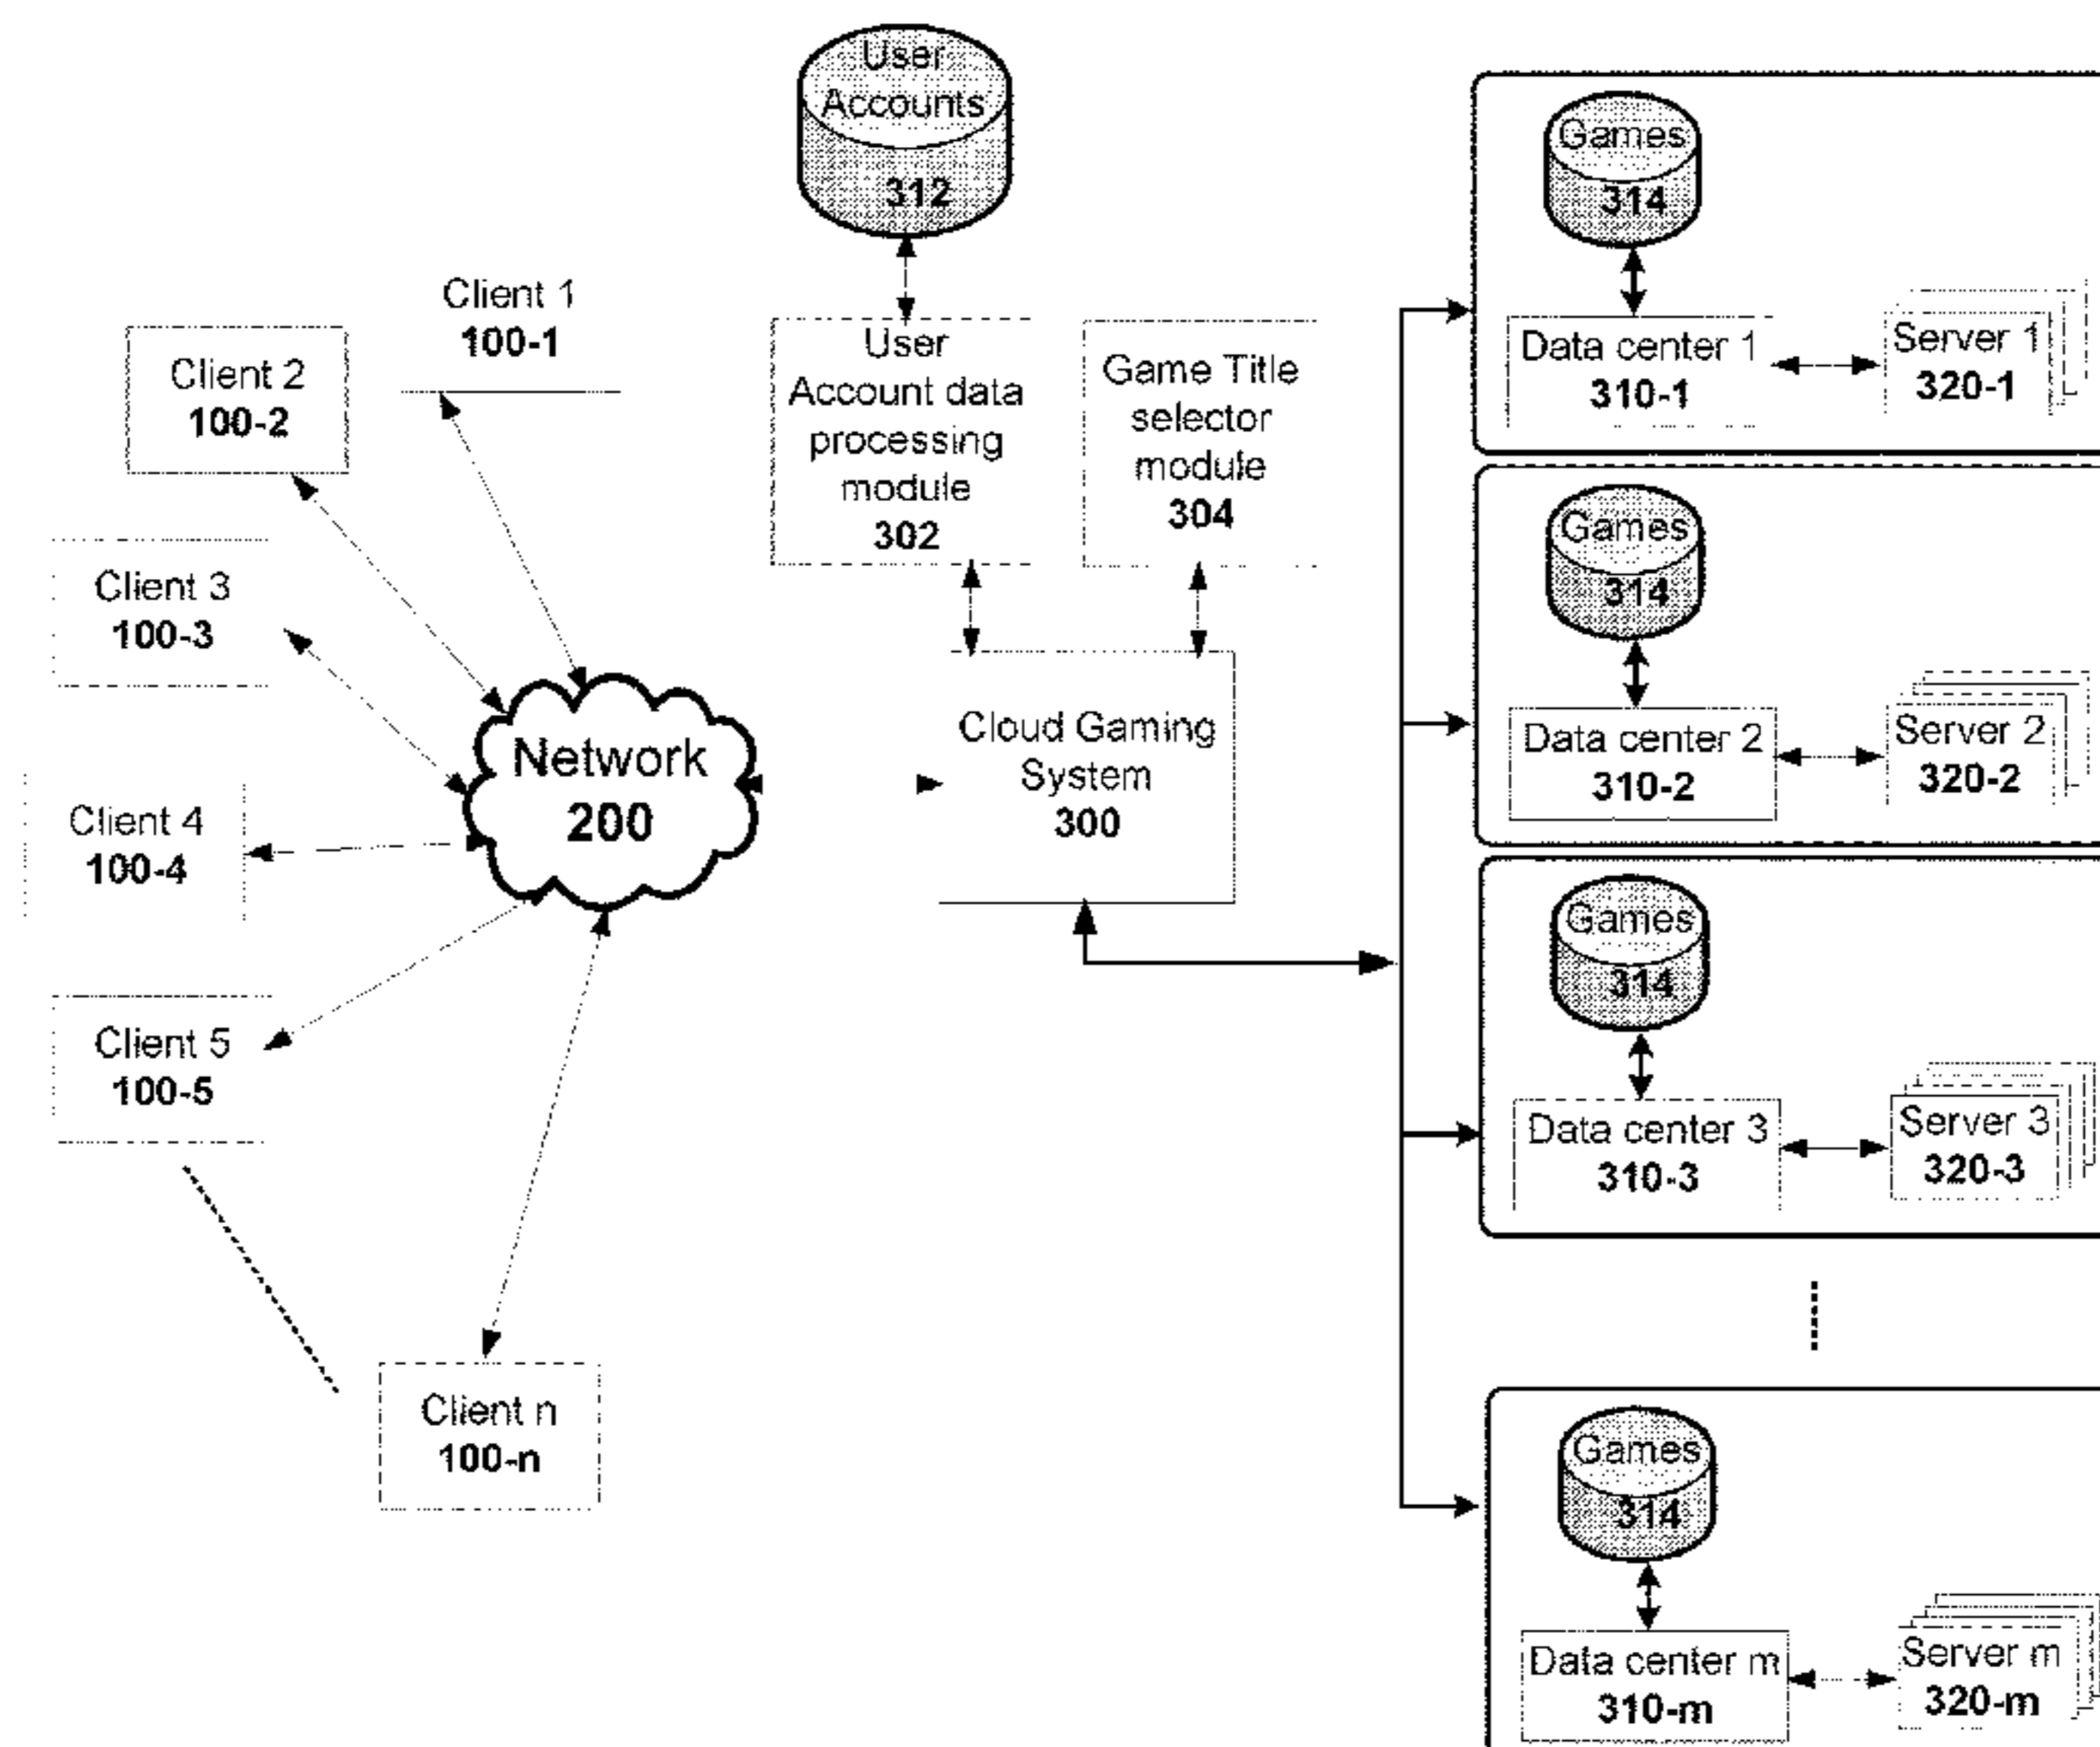 User
Accounts
312
Client 1
100-1
Client 2
100-2
Client 3
100-3
Client 4
100-4
Client 5
100-5
Client n
100-n
Network
200
User
Account data
processing
module
302
Game Title
selector
module
304
Cloud Gaming
System
300
Games
314
Data center 1
310-1
Server 1
320-1
Games
314
Data center 2
310-2
Server 2
320-2
Games
314
Data center 3
310-3
Server 3
320-3
Games
314
Data center m
310-m
Server m
320-m